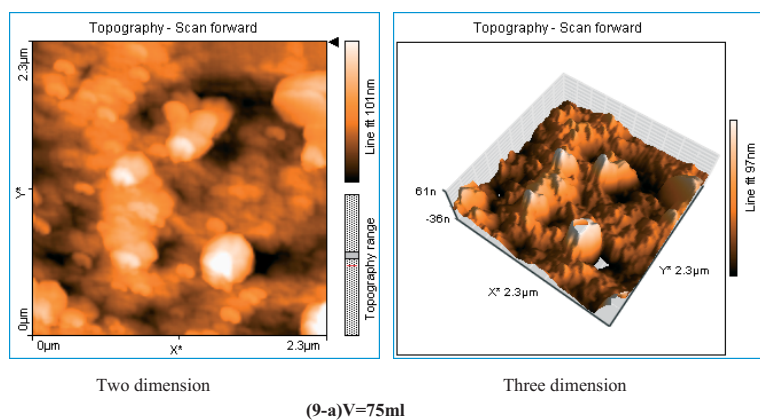 Topography - Scan forward
2.3µm
Y*
0µm
0µm
X*
2.3µm
Line fit 101nm
Topography range
Topography - Scan forward
61n
-36n
X* 2.3µm
Y* 2.3µm
Line fit 97nm
Two dimension
Three dimension
(9-a)V=75ml